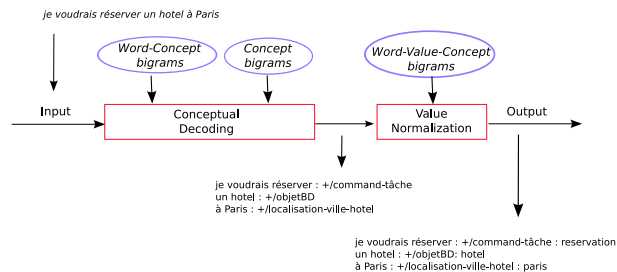 je voudrais réserver un hotel à Paris
Word-Concept
bigrams
Concept
bigrams
Word-Value-Concept
bigrams
Input
Conceptual
Decoding
Value
Normalization
Output
je voudrais réserver : +/command-tâche
un hotel : +/objetBD
à Paris : +/localisation-ville-hotel
je voudrais réserver : +/command-tâche : reservation
un hotel : +/objetBD: hotel
à Paris : +/localisation-ville-hotel : paris